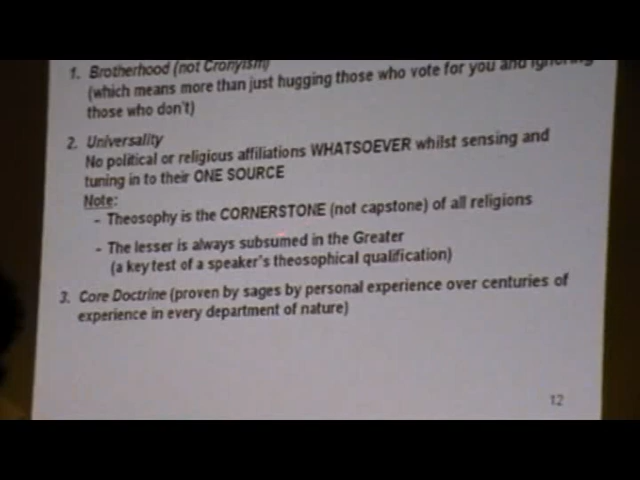 1. Brotherhood (not Cronyism)
(which means more than just hugging those who vote for you and ignoring
those who don't)
2. Universality
No political or religious affiliations WHATSOEVER whilst sensing and
tuning in to their ONE SOURCE
Note:
- Theosophy is the CORNERSTONE (not capstone) of all religions
- The lesser is always subsumed in the Greater
(a key test of a speaker's theosophical qualification)
3. Core Doctrine (proven by sages by personal experience over centuries of
experience in every department of nature)
12